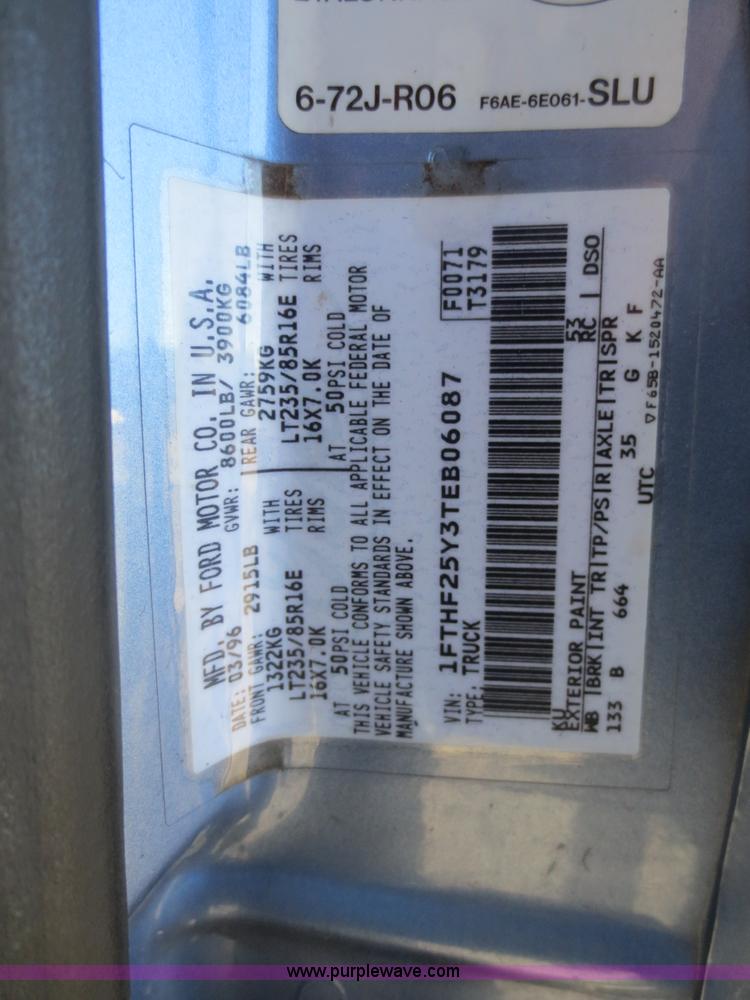 6-72J-R06 F6AE-6E061-SLU
MFD. BY FORD MOTOR CO. IN U.S.A.
DATE: 03/96 GVWR: 8600LB/ 3900KG
FRONT GAWR: 2915LB REAR GAWR: 6084LB
1322KG WITH 2759KG WITH
LT235/85R16E TIRES LT235/85R16E TIRES
16X7.0K RIMS 16X7.0K RIMS
AT 50PSI COLD AT 50PSI COLD
THIS VEHICLE CONFORMS TO ALL APPLICABLE FEDERAL MOTOR
VEHICLE SAFETY STANDARDS IN EFFECT ON THE DATE OF
MANUFACTURE SHOWN ABOVE.
VIN: 1FTHF25Y3TEB06087 F0071
TYPE: TRUCK T3179
KU 53
EXTERIOR PAINT RC DSO
WB BRK INT TR TP/PS R AXLE TR SPR
133 B 664 35 G K F
UTC ▽F65B-1520472-AA
www.purplewave.com